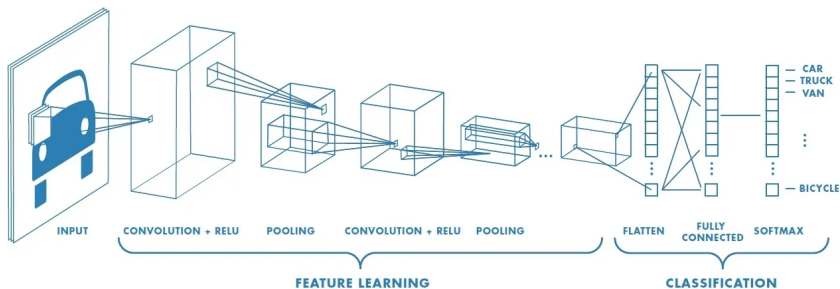 CAR
TRUCK
VAN
BICYCLE
INPUT
CONVOLUTION + RELU
POOLING
CONVOLUTION + RELU
POOLING
FLATTEN
FULLY
CONNECTED
SOFTMAX
FEATURE LEARNING
CLASSIFICATION